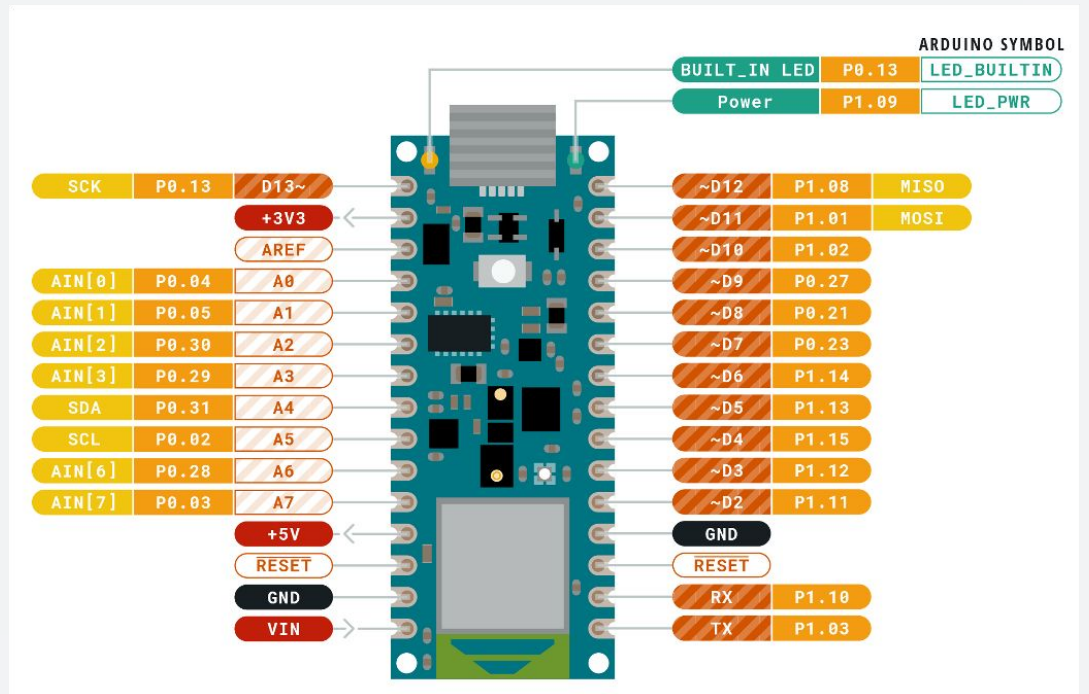 ARDUINO SYMBOL
BUILT_IN LED P0.13 LED_BUILTIN
Power P1.09 LED_PWR
SCK P0.13 D13~
+3V3
AREF
AIN[0] P0.04 A0
AIN[1] P0.05 A1
AIN[2] P0.30 A2
AIN[3] P0.29 A3
SDA P0.31 A4
SCL P0.02 A5
AIN[6] P0.28 A6
AIN[7] P0.03 A7
+5V
RESET
GND
VIN
~D12 P1.08 MISO
~D11 P1.01 MOSI
~D10 P1.02
~D9 P0.27
~D8 P0.21
~D7 P0.23
~D6 P1.14
~D5 P1.13
~D4 P1.15
~D3 P1.12
~D2 P1.11
GND
RESET
RX P1.10
TX P1.03